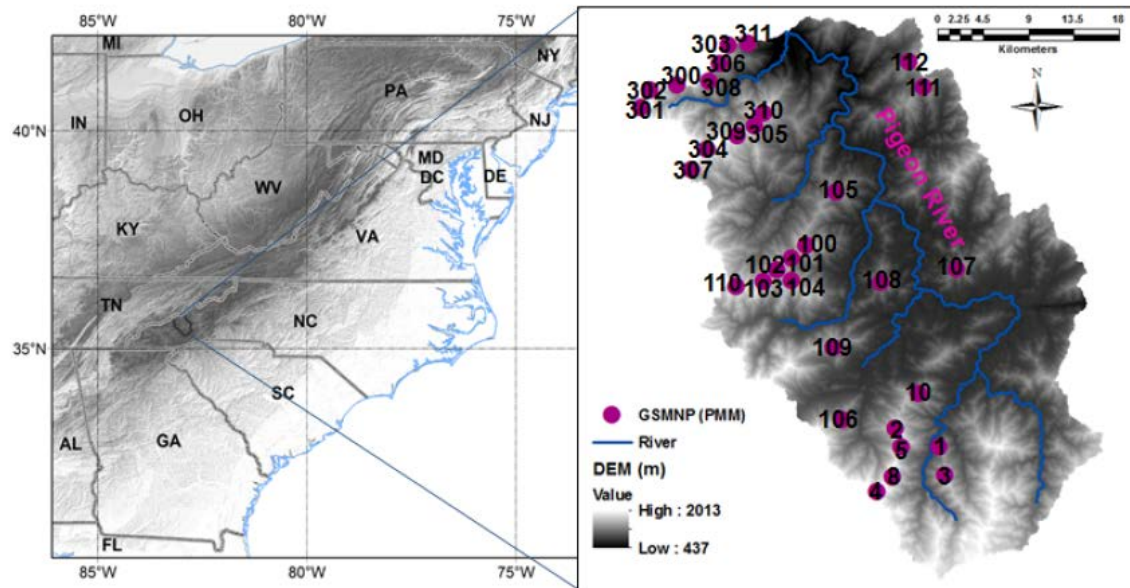 85°W
80°W
75°W
MI
NY
PA
OH
IN
NJ
40°N
MD
DC
DE
WV
KY
VA
TN
NC
35°N
SC
AL
GA
FL
85°W
80°W
75°W
0 2.25 4.5 9 13.5 18
Kilometers
N
303
311
306
112
300
308
111
302
301
310
309
305
304
307
Pigeon River
105
100
102
101
107
110
103
104
108
109
10
106
2
5
1
8
3
4
GSMNP (PMM)
River
DEM (m)
Value
High : 2013
Low : 437